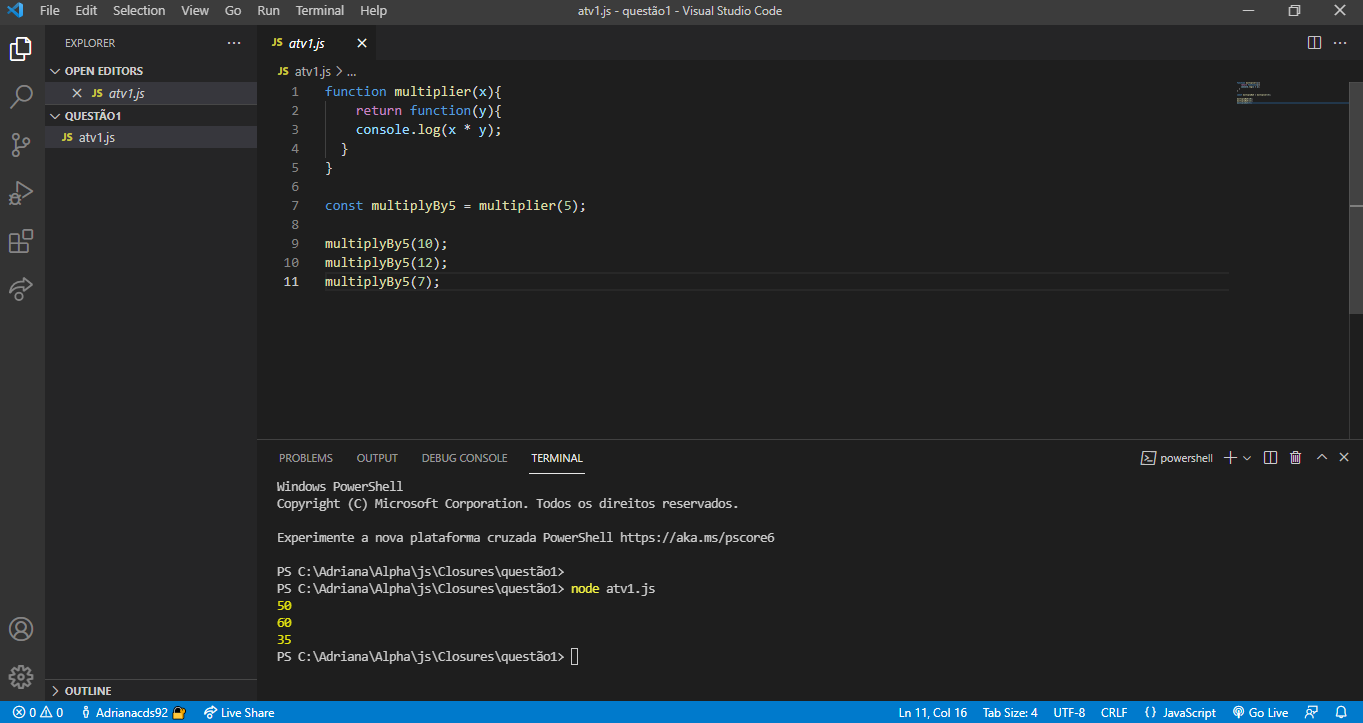 File Edit Selection View Go Run Terminal Help
atv1.js - questão1 - Visual Studio Code
EXPLORER
OPEN EDITORS
JS atv1.js
QUESTÃO1
JS atv1.js
OUTLINE
JS atv1.js
JS atv1.js > ...
1 function multiplier(x){
2 return function(y){
3 console.log(x * y);
4 }
5 }
6
7 const multiplyBy5 = multiplier(5);
8
9 multiplyBy5(10);
10 multiplyBy5(12);
11 multiplyBy5(7);
PROBLEMS OUTPUT DEBUG CONSOLE TERMINAL
powershell
Windows PowerShell
Copyright (C) Microsoft Corporation. Todos os direitos reservados.
Experimente a nova plataforma cruzada PowerShell https://aka.ms/pscore6
PS C:\Adriana\Alpha\js\Closures\questão1>
PS C:\Adriana\Alpha\js\Closures\questão1> node atv1.js
50
60
35
PS C:\Adriana\Alpha\js\Closures\questão1>
0 0 Adrianacds92 Live Share
Ln 11, Col 16 Tab Size: 4 UTF-8 CRLF {} JavaScript Go Live